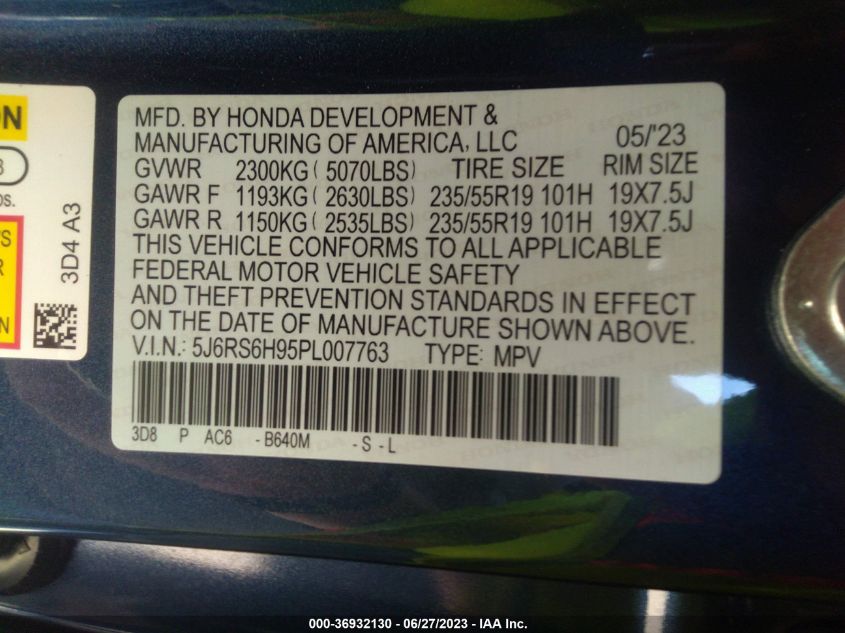 ON
3
os.
'S
R
N
3D4 A3
MFD. BY HONDA DEVELOPMENT &
MANUFACTURING OF AMERICA, LLC 05/'23
GVWR 2300KG ( 5070LBS) TIRE SIZE RIM SIZE
GAWR F 1193KG ( 2630LBS) 235/55R19 101H 19X7.5J
GAWR R 1150KG ( 2535LBS) 235/55R19 101H 19X7.5J
THIS VEHICLE CONFORMS TO ALL APPLICABLE
FEDERAL MOTOR VEHICLE SAFETY
AND THEFT PREVENTION STANDARDS IN EFFECT
ON THE DATE OF MANUFACTURE SHOWN ABOVE.
V.I.N.: 5J6RS6H95PL007763 TYPE: MPV
3D8 P AC6 - B640M - S - L
000-36932130 - 06/27/2023 - IAA Inc.